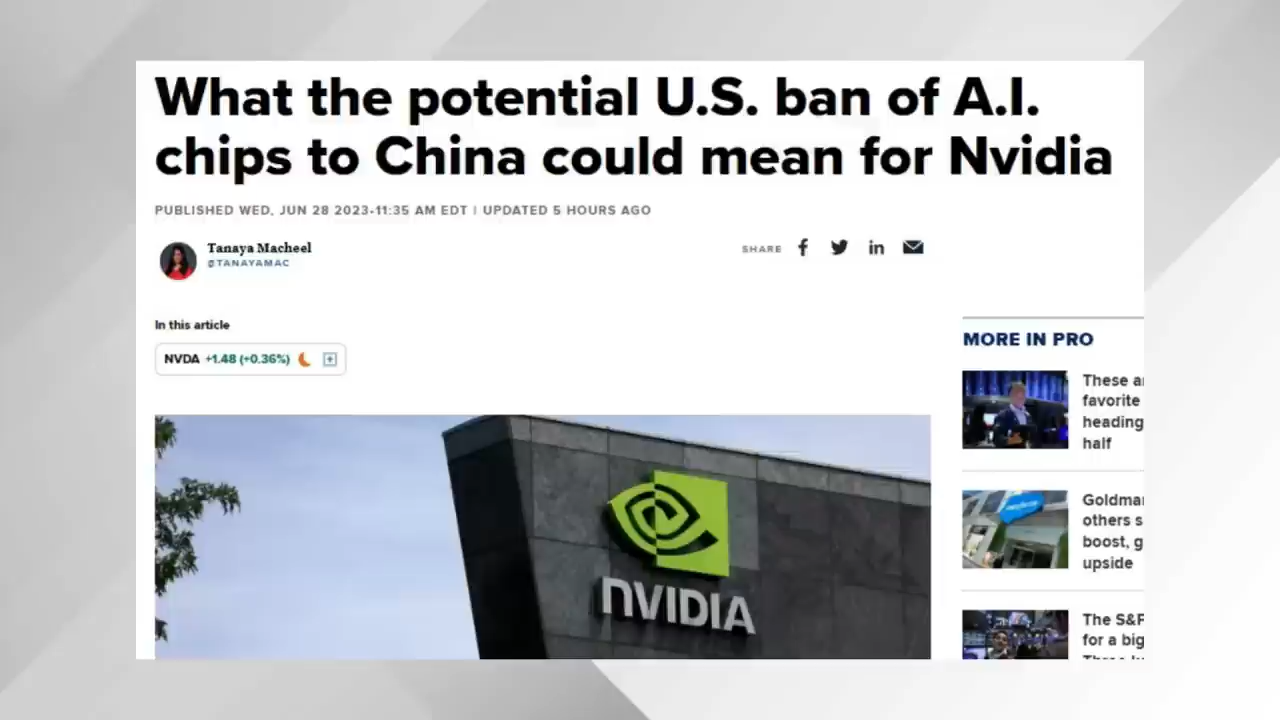 What the potential U.S. ban of A.I.
chips to China could mean for Nvidia
PUBLISHED WED, JUN 28 2023-11:35 AM EDT | UPDATED 5 HOURS AGO
Tanaya Macheel
@TANAYAMAC
SHARE
In this article
NVDA +1.48 (+0.36%)
NVIDIA
MORE IN PRO
These
favorite
heading
half
others
boost,
upside
The
for a big